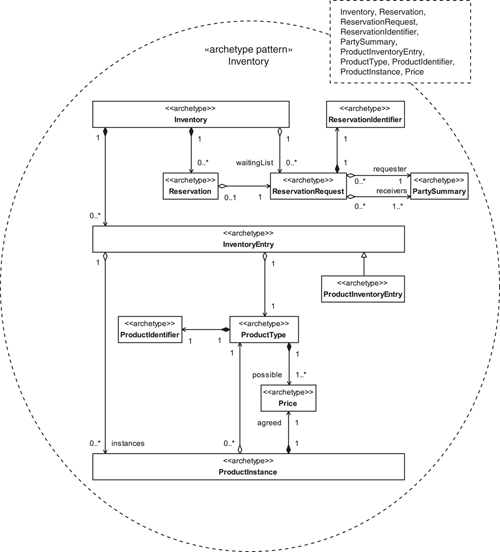 Inventory, Reservation,
ReservationRequest,
ReservationIdentifier,
PartySummary,
ProductInventoryEntry,
ProductType, ProductIdentifier,
ProductInstance, Price
«archetype pattern»
Inventory
<<archetype>>
Inventory
<<archetype>>
ReservationIdentifier
1
1
1
1
waitingList
0..*
0..*
1
requester
<<archetype>>
Reservation
0..1
1
<<archetype>>
ReservationRequest
0..*
1
receivers
0..*
1..*
<<archetype>>
PartySummary
0..*
<<archetype>>
InventoryEntry
1
1
<<archetype>>
ProductInventoryEntry
1
<<archetype>>
ProductIdentifier
1
1
<<archetype>>
ProductType
1
1
possible
1..*
<<archetype>>
Price
agreed
1
0..*
instances
0..*
1
<<archetype>>
ProductInstance